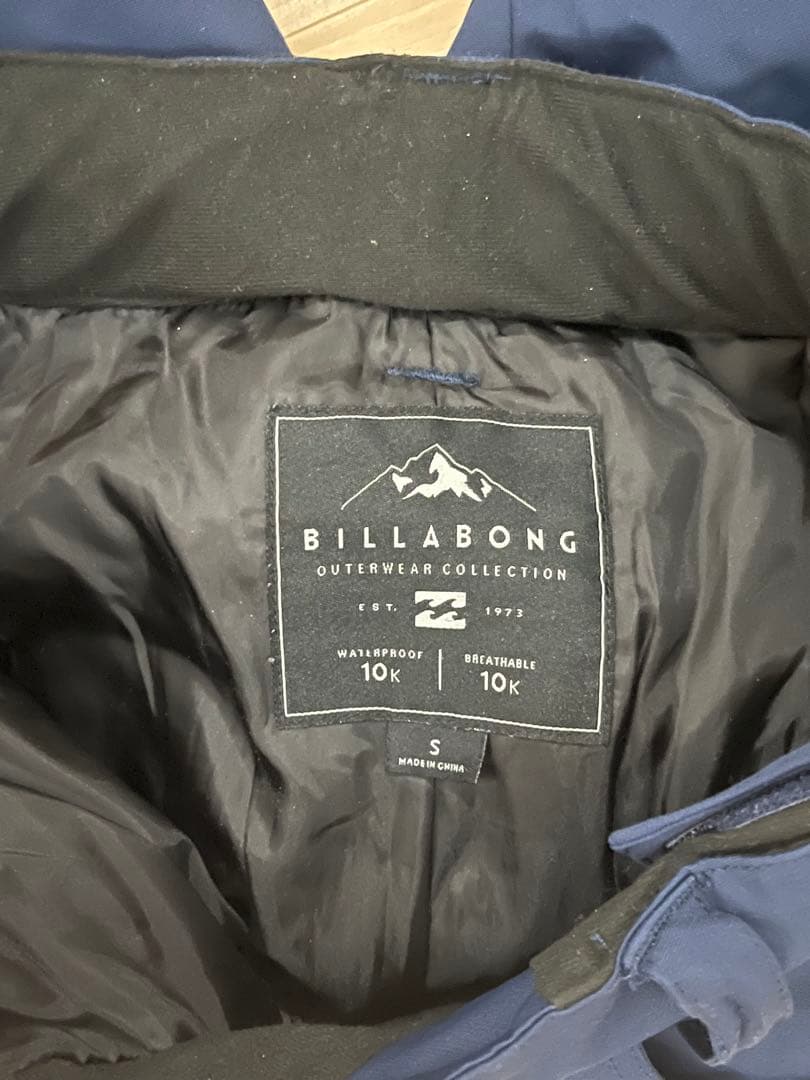 BILLABONG
OUTERWEAR COLLECTION
EST. 1973
WATERPROOF
10K
BREATHABLE
10K
S
MADE IN CHINA